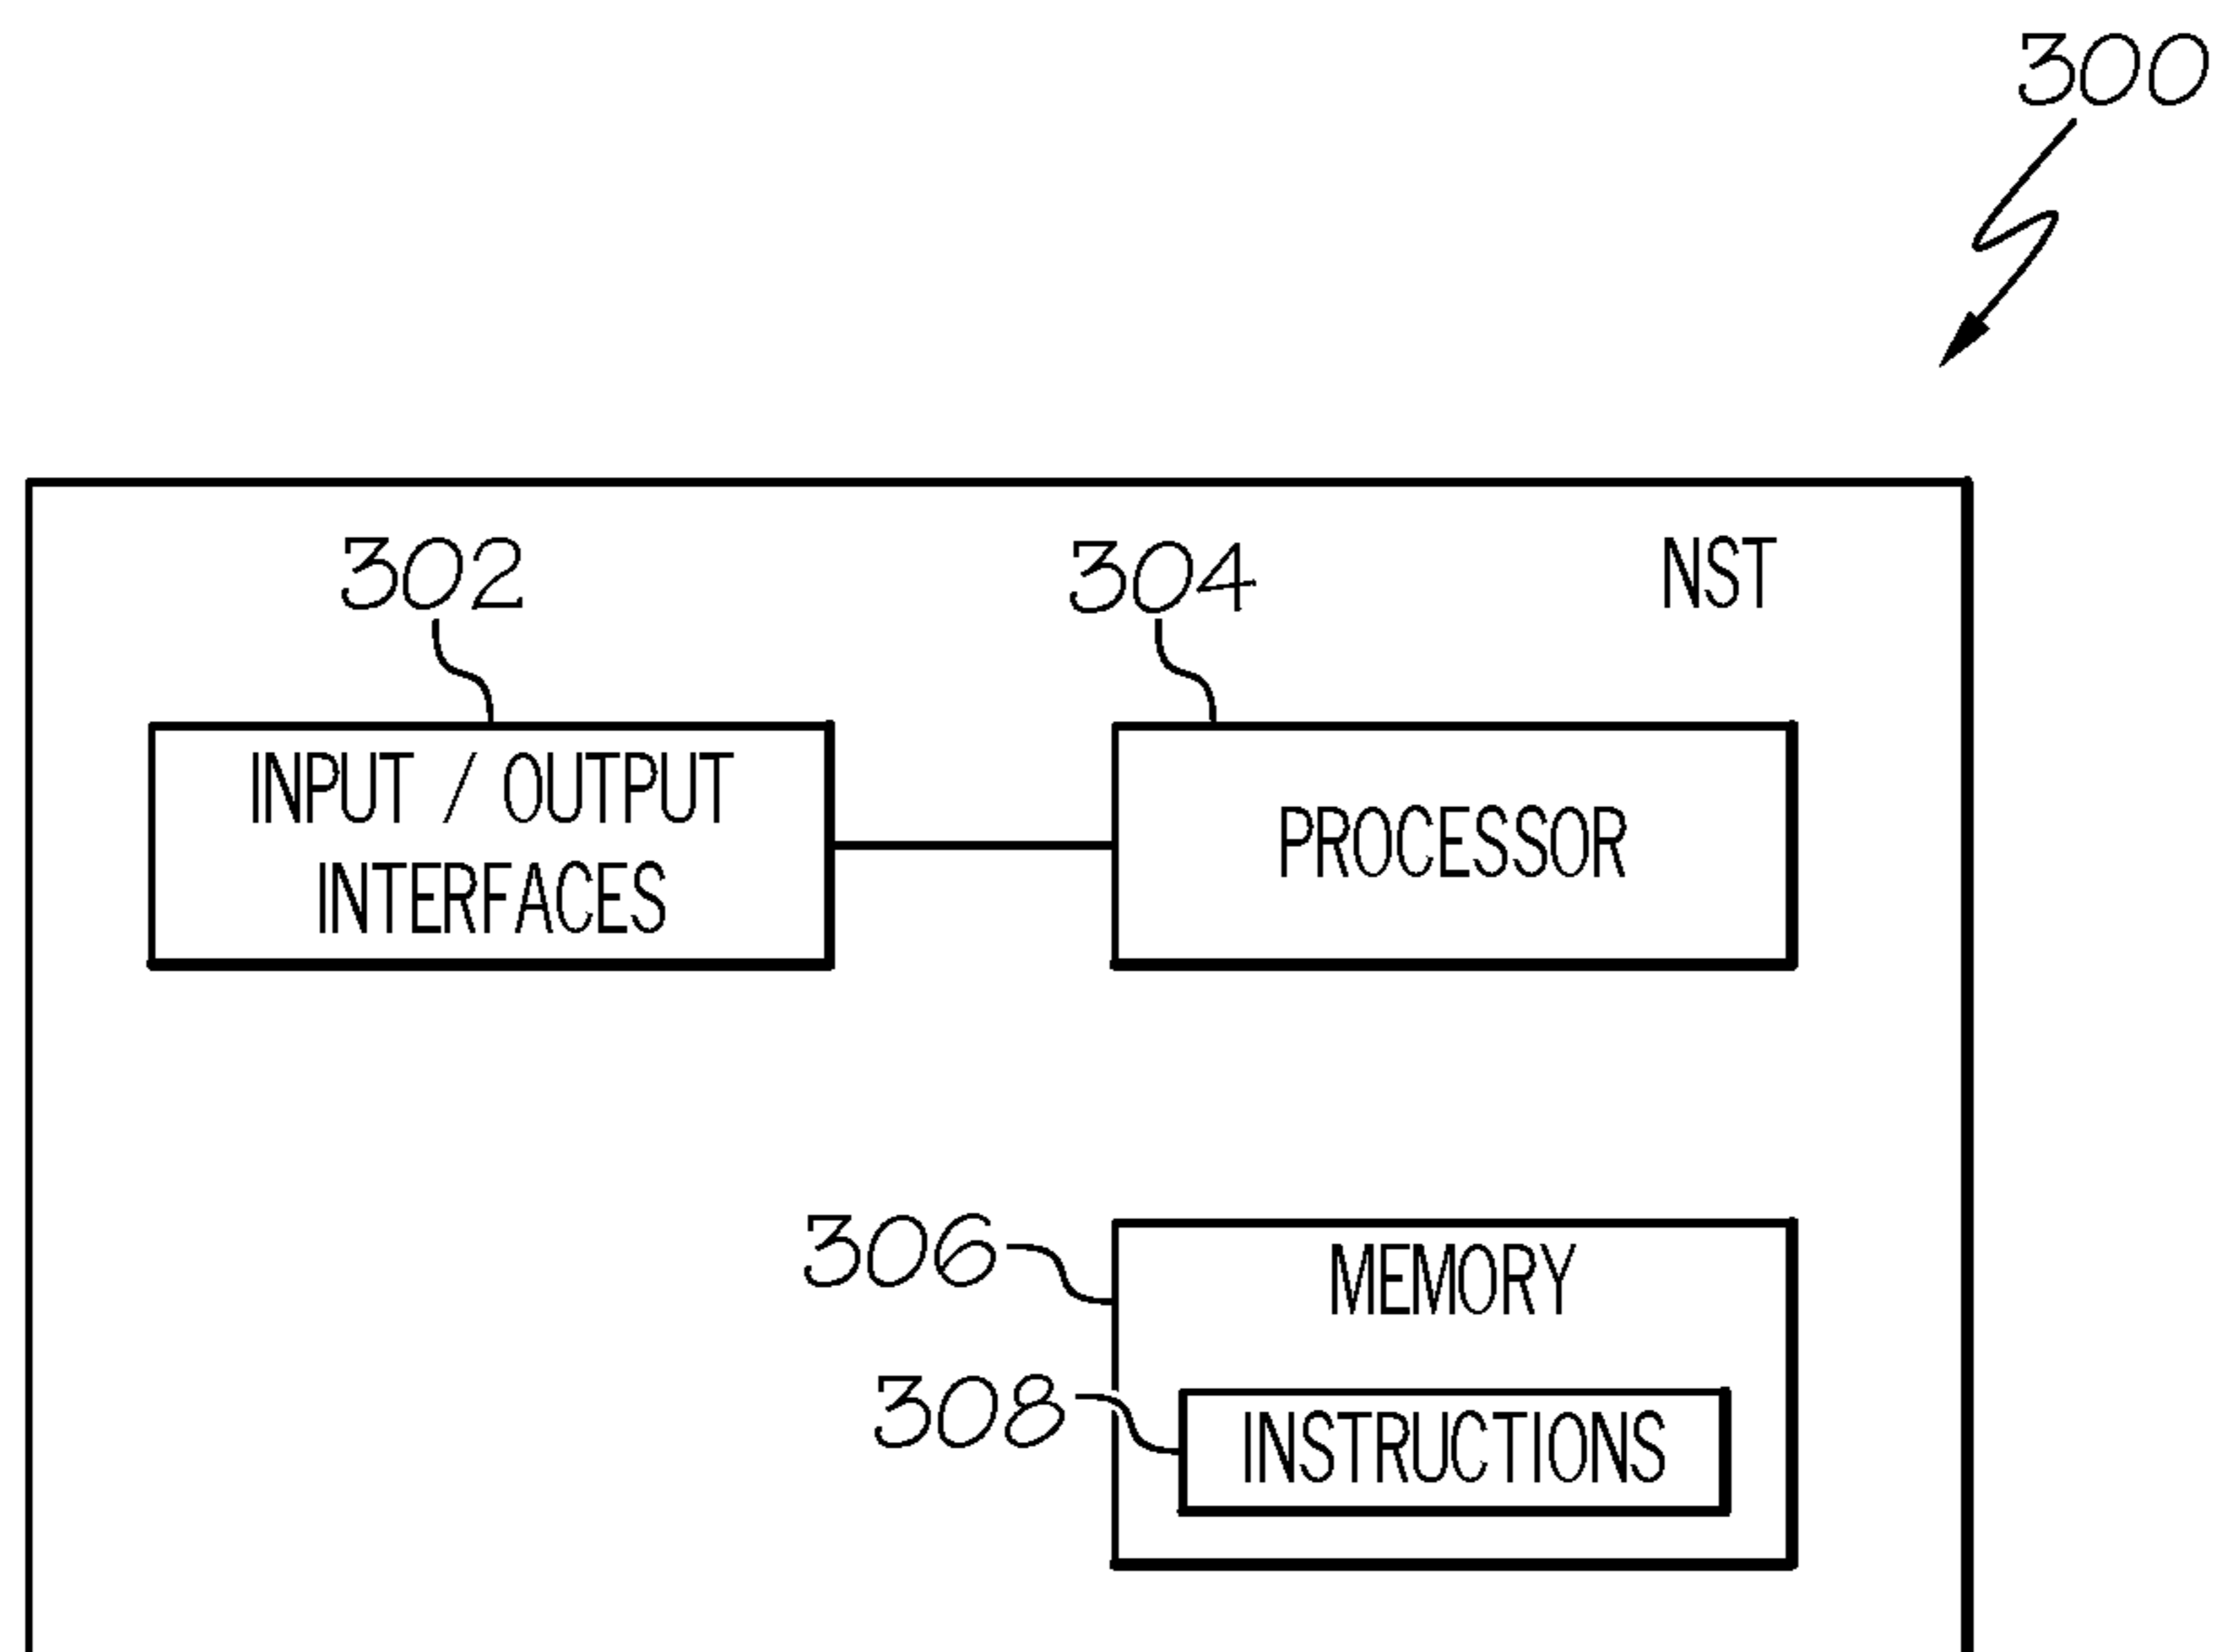 300
302
304
NST
INPUT / OUTPUT
INTERFACES
PROCESSOR
306
MEMORY
308
INSTRUCTIONS